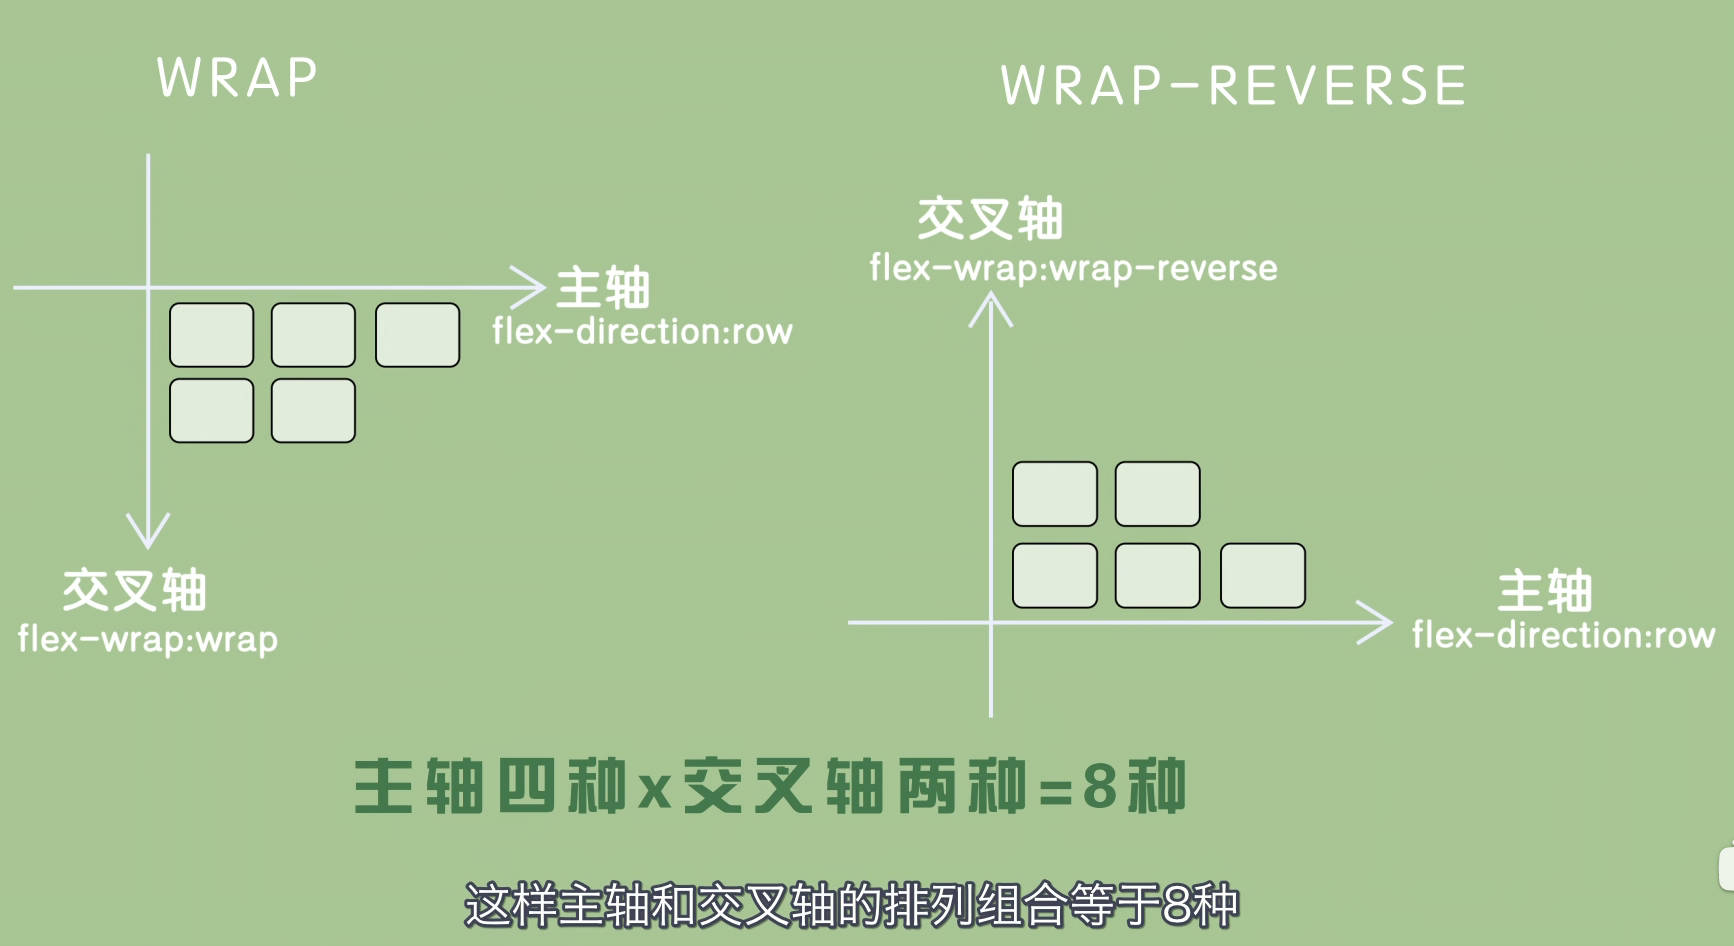 WRAP
WRAP-REVERSE
交叉轴
flex-wrap:wrap-reverse
主轴
flex-direction:row
交叉轴
flex-wrap:wrap
主轴
flex-direction:row
主轴四种x交叉轴两种=8种
这样主轴和交叉轴的排列组合等于8种